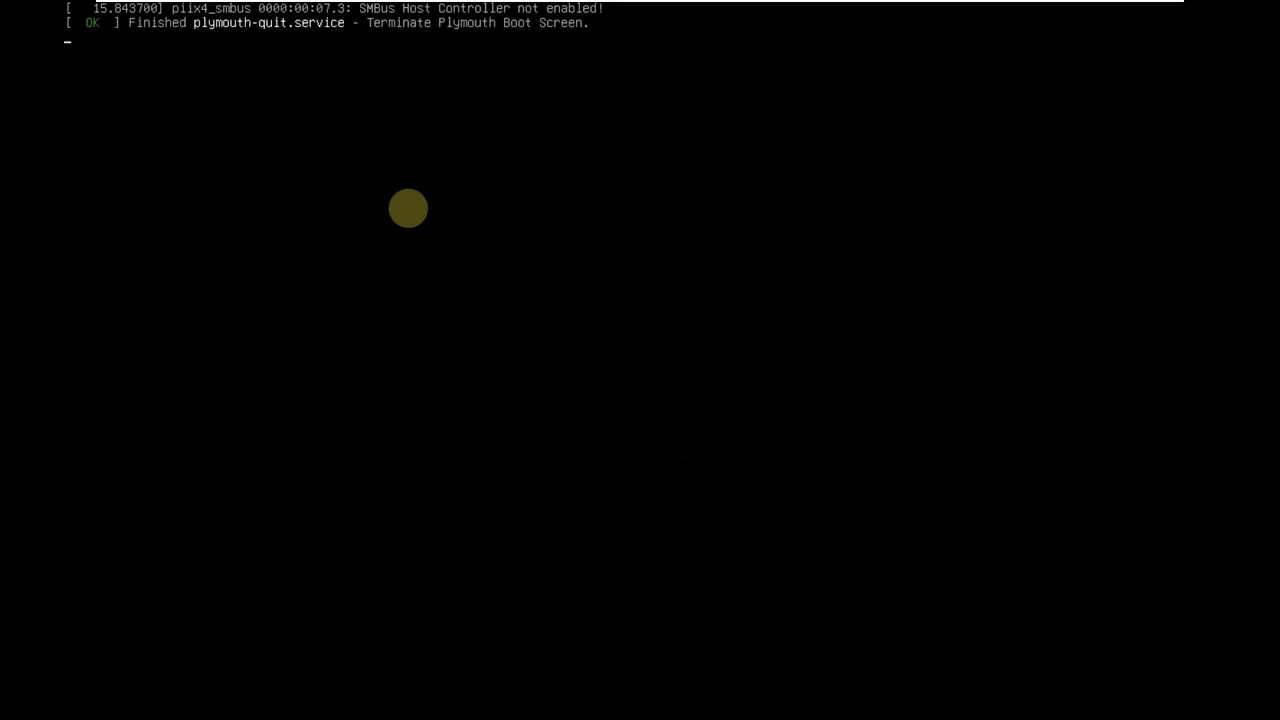 [   15.843700] piix4_smbus 0000:00:07.3: SMBus Host Controller not enabled!
[  OK  ] Finished plymouth-quit.service - Terminate Plymouth Boot Screen.